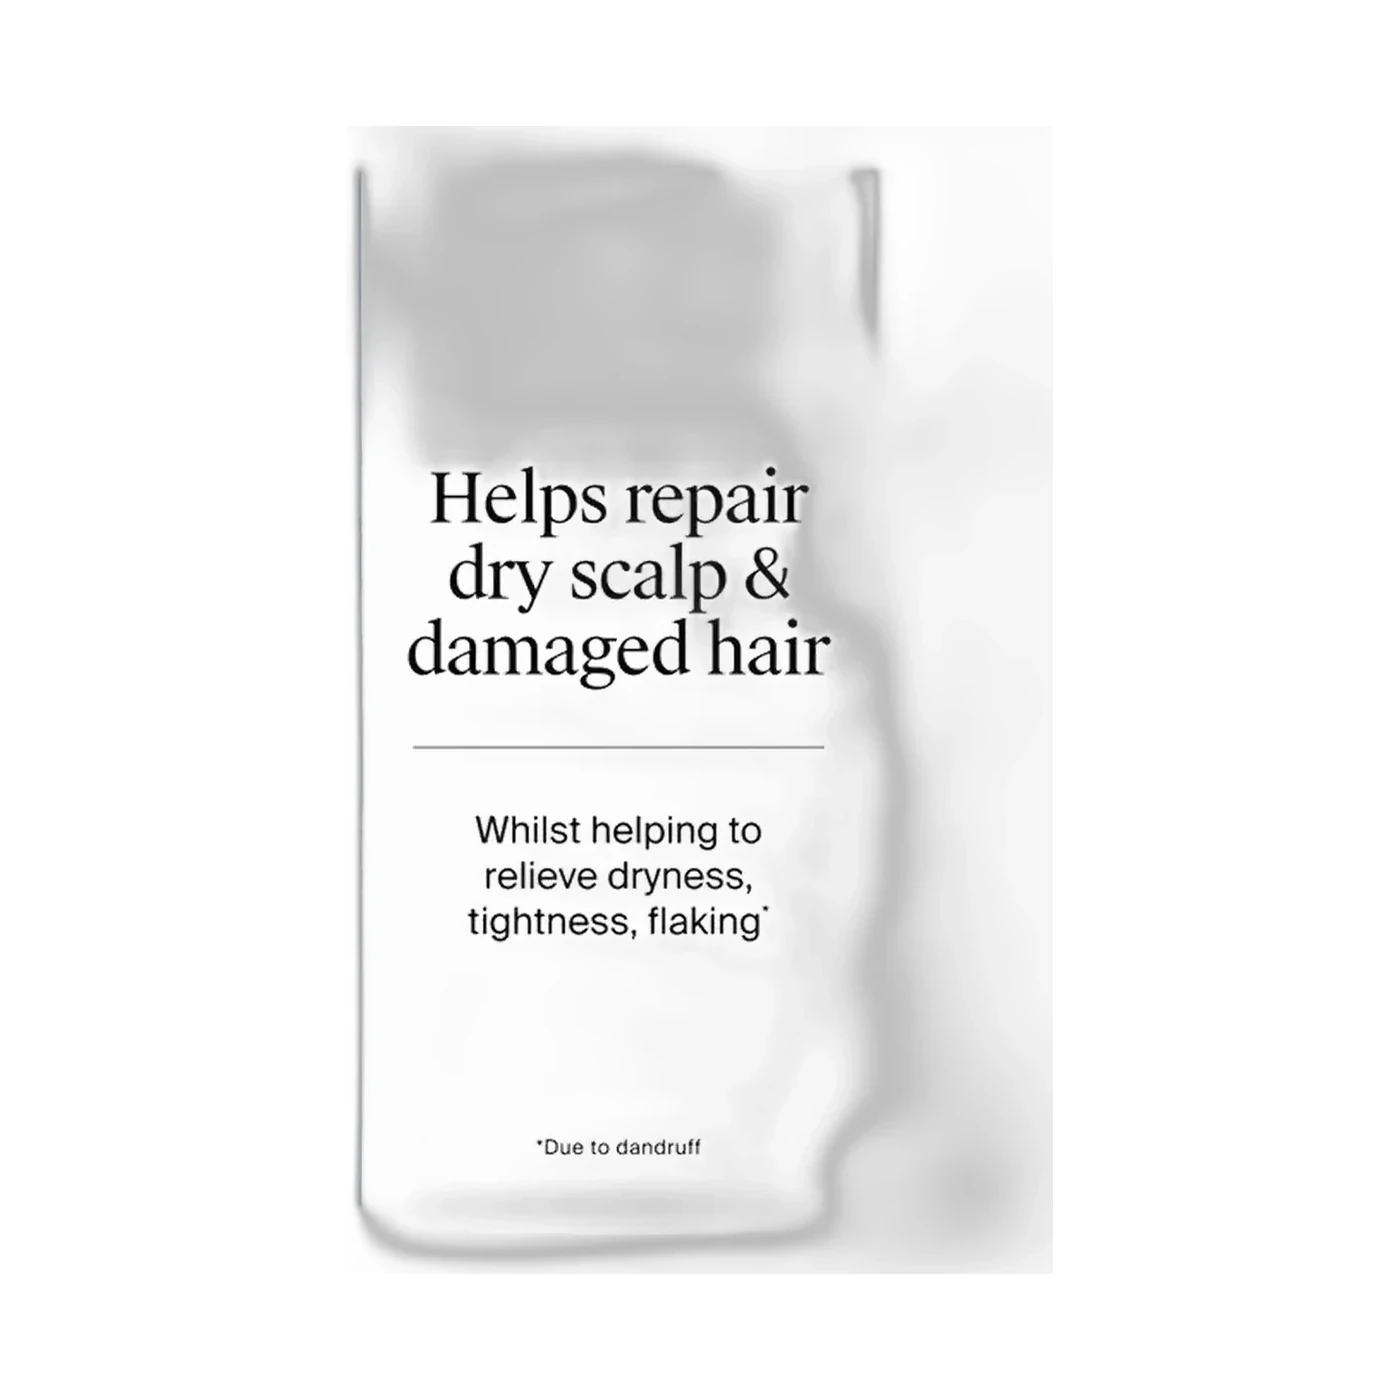 Helps repair
dry scalp &
damaged hair
Whilst helping to
relieve dryness,
tightness, flaking*
*Due to dandruff